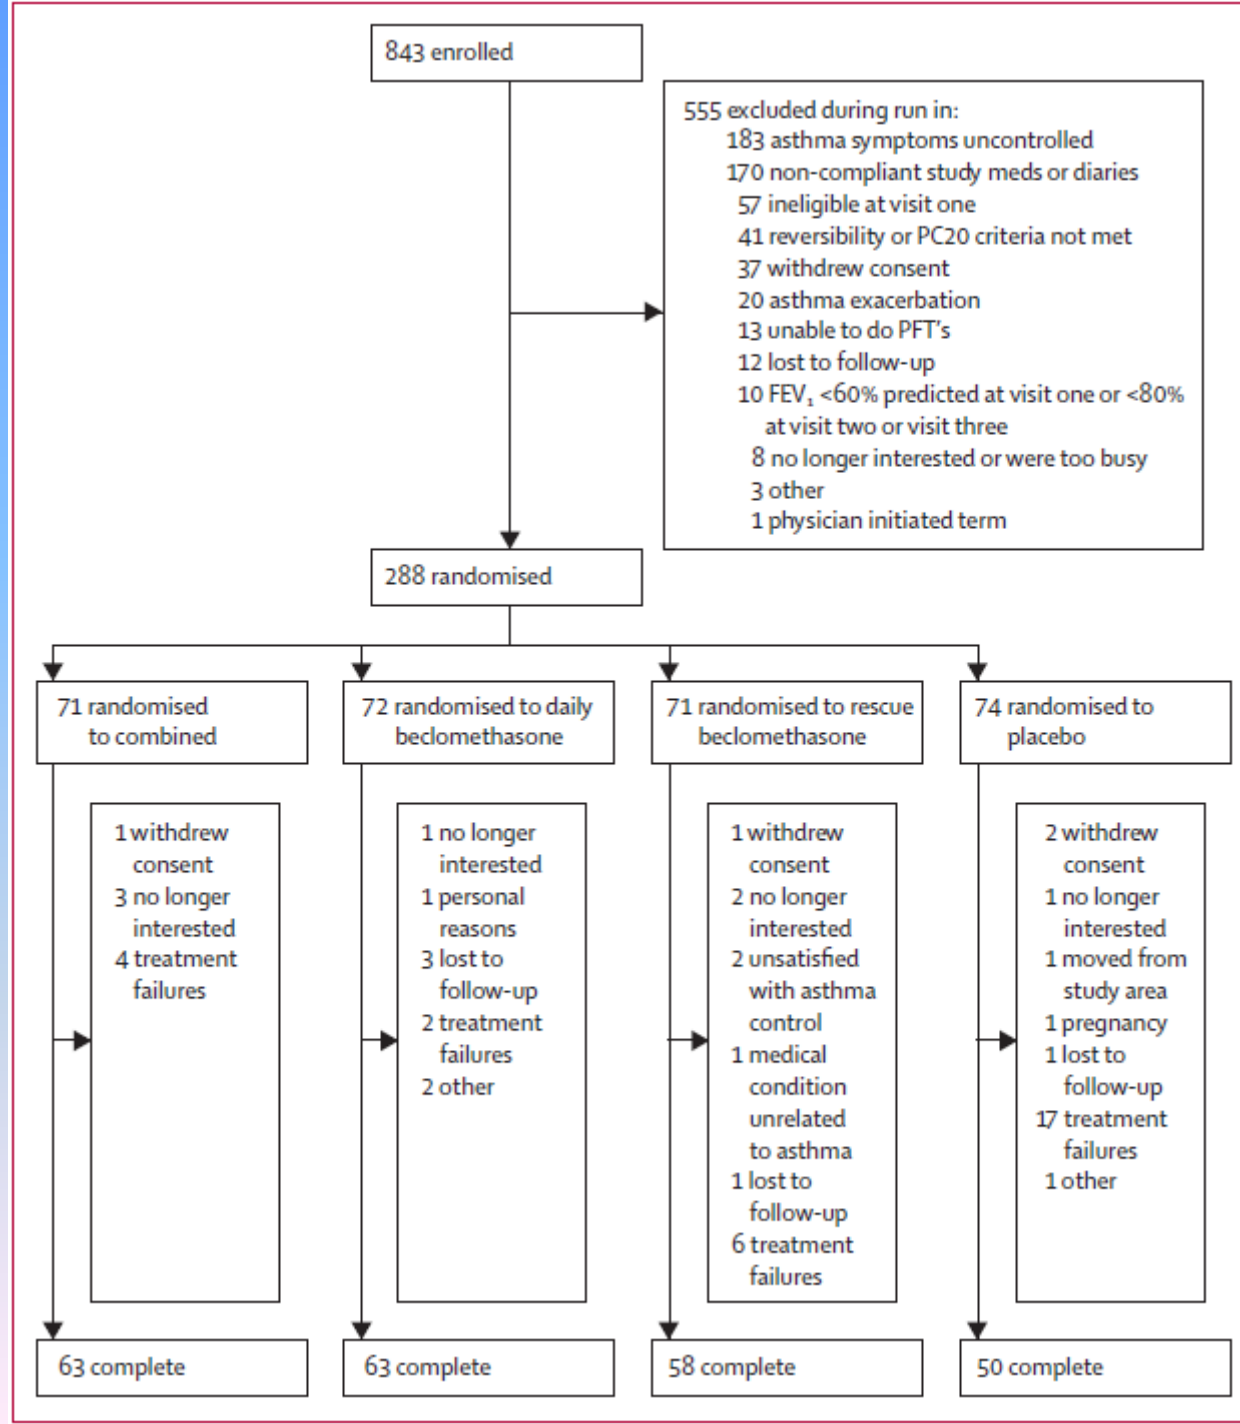 843 enrolled
555 excluded during run in:
183 asthma symptoms uncontrolled
170 non-compliant study meds or diaries
57 ineligible at visit one
41 reversibility or PC20 criteria not met
37 withdrew consent
20 asthma exacerbation
13 unable to do PFT's
12 lost to follow-up
10 FEV₁ <60% predicted at visit one or <80%
at visit two or visit three
8 no longer interested or were too busy
3 other
1 physician initiated term
288 randomised
71 randomised
to combined
72 randomised to daily
beclomethasone
71 randomised to rescue
beclomethasone
74 randomised to
placebo
1 withdrew
consent
3 no longer
interested
4 treatment
failures
1 no longer
interested
1 personal
reasons
3 lost to
follow-up
2 treatment
failures
2 other
1 withdrew
consent
2 no longer
interested
2 unsatisfied
with asthma
control
1 medical
condition
unrelated
to asthma
1 lost to
follow-up
6 treatment
failures
2 withdrew
consent
1 no longer
interested
1 moved from
study area
1 pregnancy
1 lost to
follow-up
17 treatment
failures
1 other
63 complete
63 complete
58 complete
50 complete